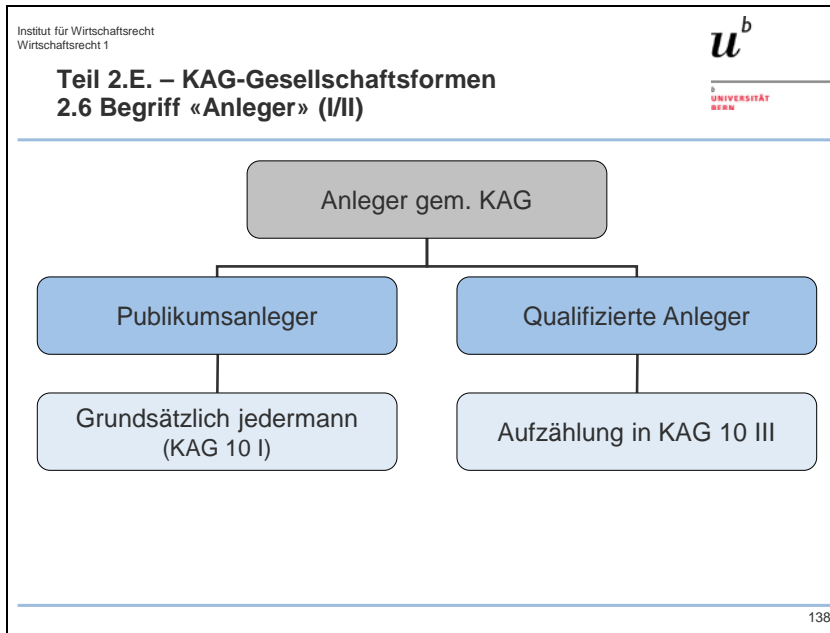 Institut für Wirtschaftsrecht
Wirtschaftsrecht 1
u^b
b
UNIVERSITÄT
BERN
Teil 2.E. – KAG-Gesellschaftsformen
2.6 Begriff «Anleger» (I/II)
Anleger gem. KAG
Publikumsanleger
Qualifizierte Anleger
Grundsätzlich jedermann
(KAG 10 I)
Aufzählung in KAG 10 III
138